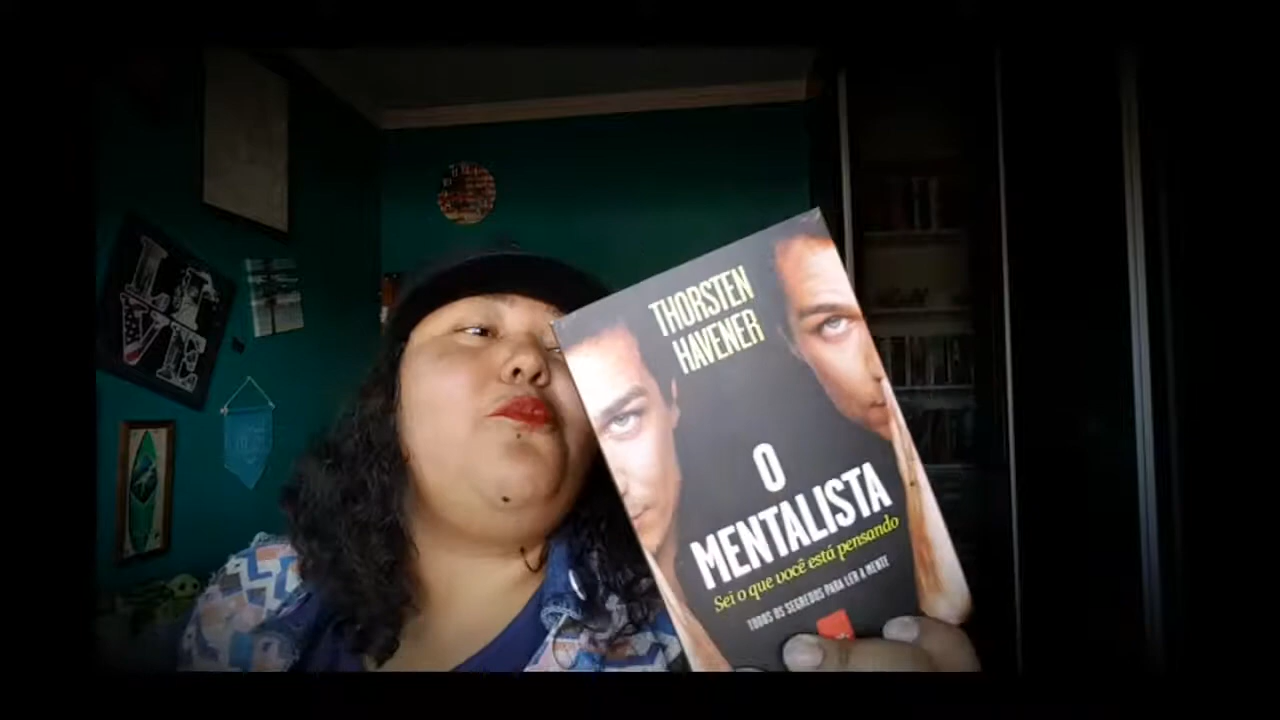 THORSTEN
HAVENER
O
MENTALISTA
Sei o que você está pensando
TODOS OS SEGREDOS PARA LER A MENTE